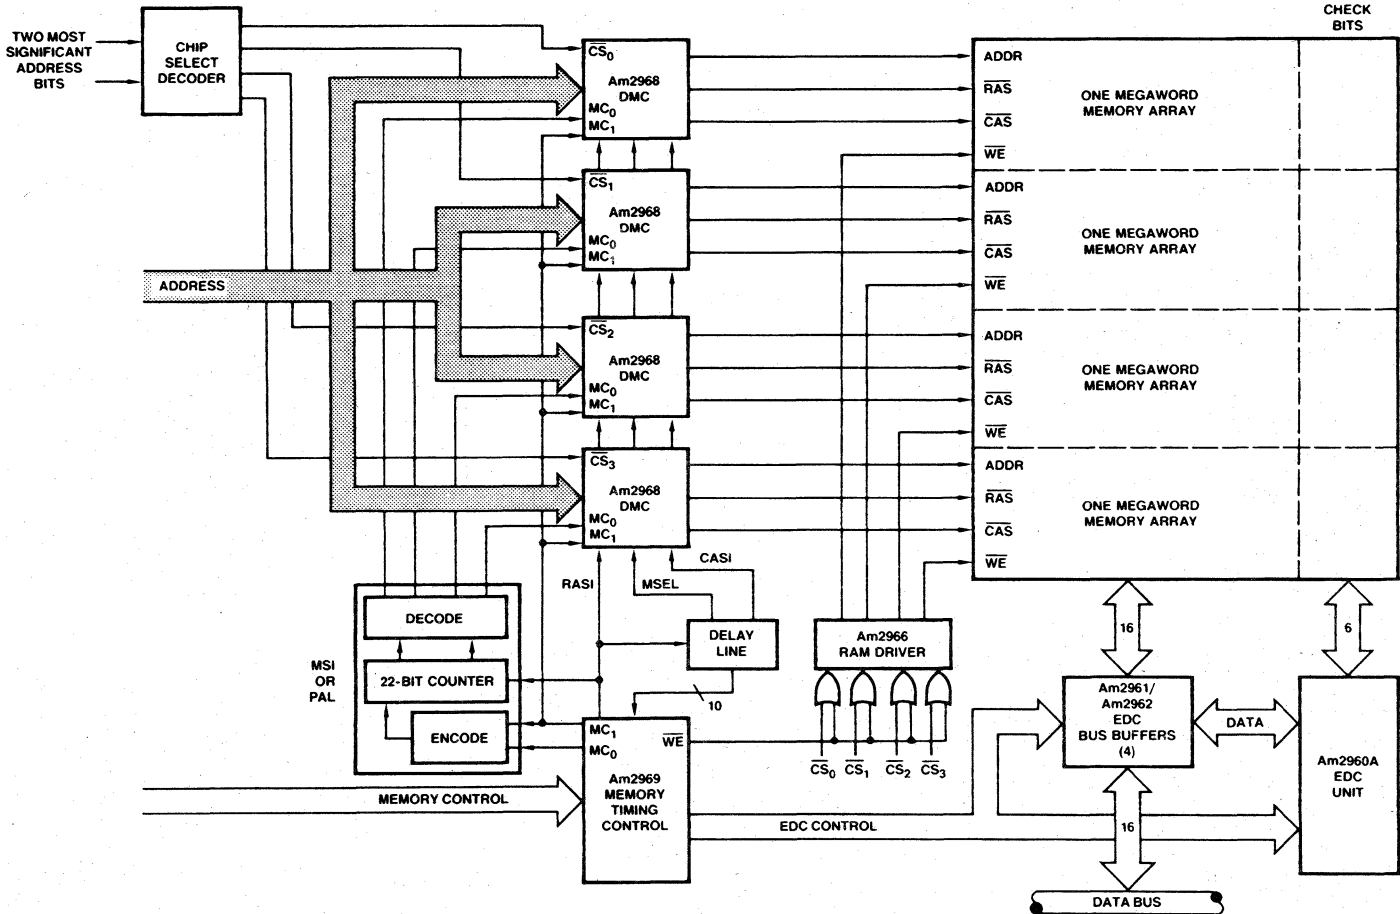 CHECK
BITS
TWO MOST
SIGNIFICANT
ADDRESS
BITS
CHIP
SELECT
DECODER
CS0
Am2968
DMC
MC0
MC1
ADDR
RAS
CAS
WE
ONE MEGAWORD
MEMORY ARRAY
CS1
Am2968
DMC
MC0
MC1
ADDR
RAS
CAS
WE
ONE MEGAWORD
MEMORY ARRAY
ADDRESS
CS2
Am2968
DMC
MC0
MC1
ADDR
RAS
CAS
WE
ONE MEGAWORD
MEMORY ARRAY
CS3
Am2968
DMC
MC0
MC1
ADDR
RAS
CAS
WE
ONE MEGAWORD
MEMORY ARRAY
RASI
MSEL
CASI
MSI
OR
PAL
DECODE
22-BIT COUNTER
ENCODE
DELAY
LINE
10
Am2966
RAM DRIVER
CS0
CS1
CS2
CS3
16
6
MC1
MC0
WE
Am2969
MEMORY
TIMING
CONTROL
MEMORY CONTROL
EDC CONTROL
Am2961/
Am2962
EDC
BUS BUFFERS
(4)
DATA
Am2960A
EDC
UNIT
16
DATA BUS